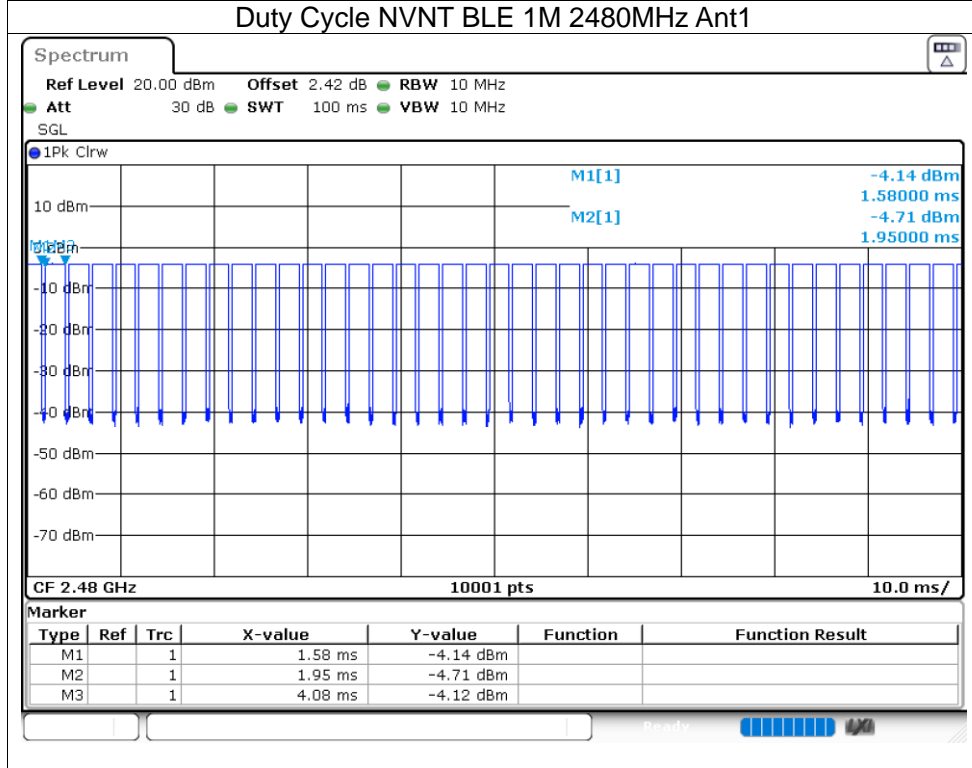 Duty Cycle NVNT BLE 1M 2480MHz Ant1
Spectrum
Ref Level 20.00 dBm Offset 2.42 dB RBW 10 MHz
Att 30 dB SWT 100 ms VBW 10 MHz
SGL
1Pk Clrw
M1[1] -4.14 dBm
1.58000 ms
10 dBm
M2[1] -4.71 dBm
1.95000 ms
-10 dBm
-20 dBm
-30 dBm
-40 dBm
-50 dBm
-60 dBm
-70 dBm
CF 2.48 GHz 10001 pts 10.0 ms/
Marker
Type Ref Trc X-value Y-value Function Function Result
M1 1 1.58 ms -4.14 dBm
M2 1 1.95 ms -4.71 dBm
M3 1 4.08 ms -4.12 dBm
Ready